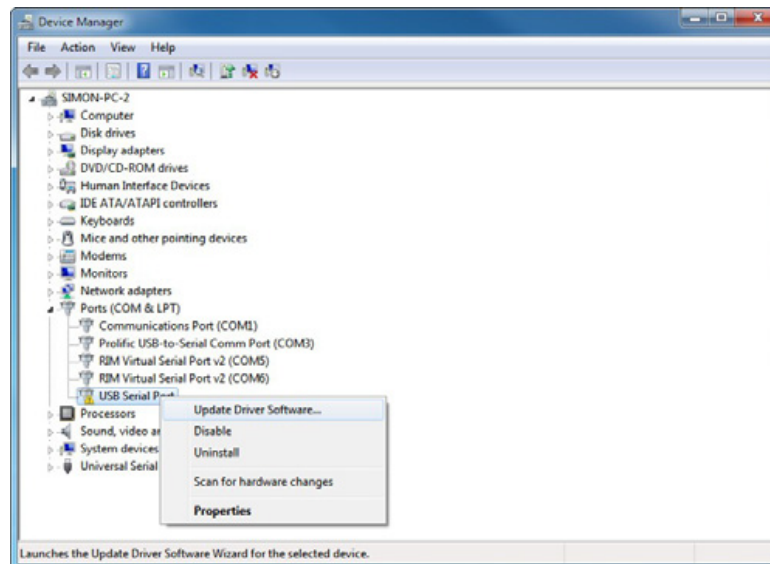 Device Manager
File Action View Help
SIMON-PC-2
Computer
Disk drives
Display adapters
DVD/CD-ROM drives
Human Interface Devices
IDE ATA/ATAPI controllers
Keyboards
Mice and other pointing devices
Modems
Monitors
Network adapters
Ports (COM & LPT)
Communications Port (COM1)
Prolific USB-to-Serial Comm Port (COM3)
RIM Virtual Serial Port v2 (COM5)
RIM Virtual Serial Port v2 (COM6)
USB Serial Port
Processors
Sound, video a
System devices
Universal Serial
Update Driver Software...
Disable
Uninstall
Scan for hardware changes
Properties
Launches the Update Driver Software Wizard for the selected device.